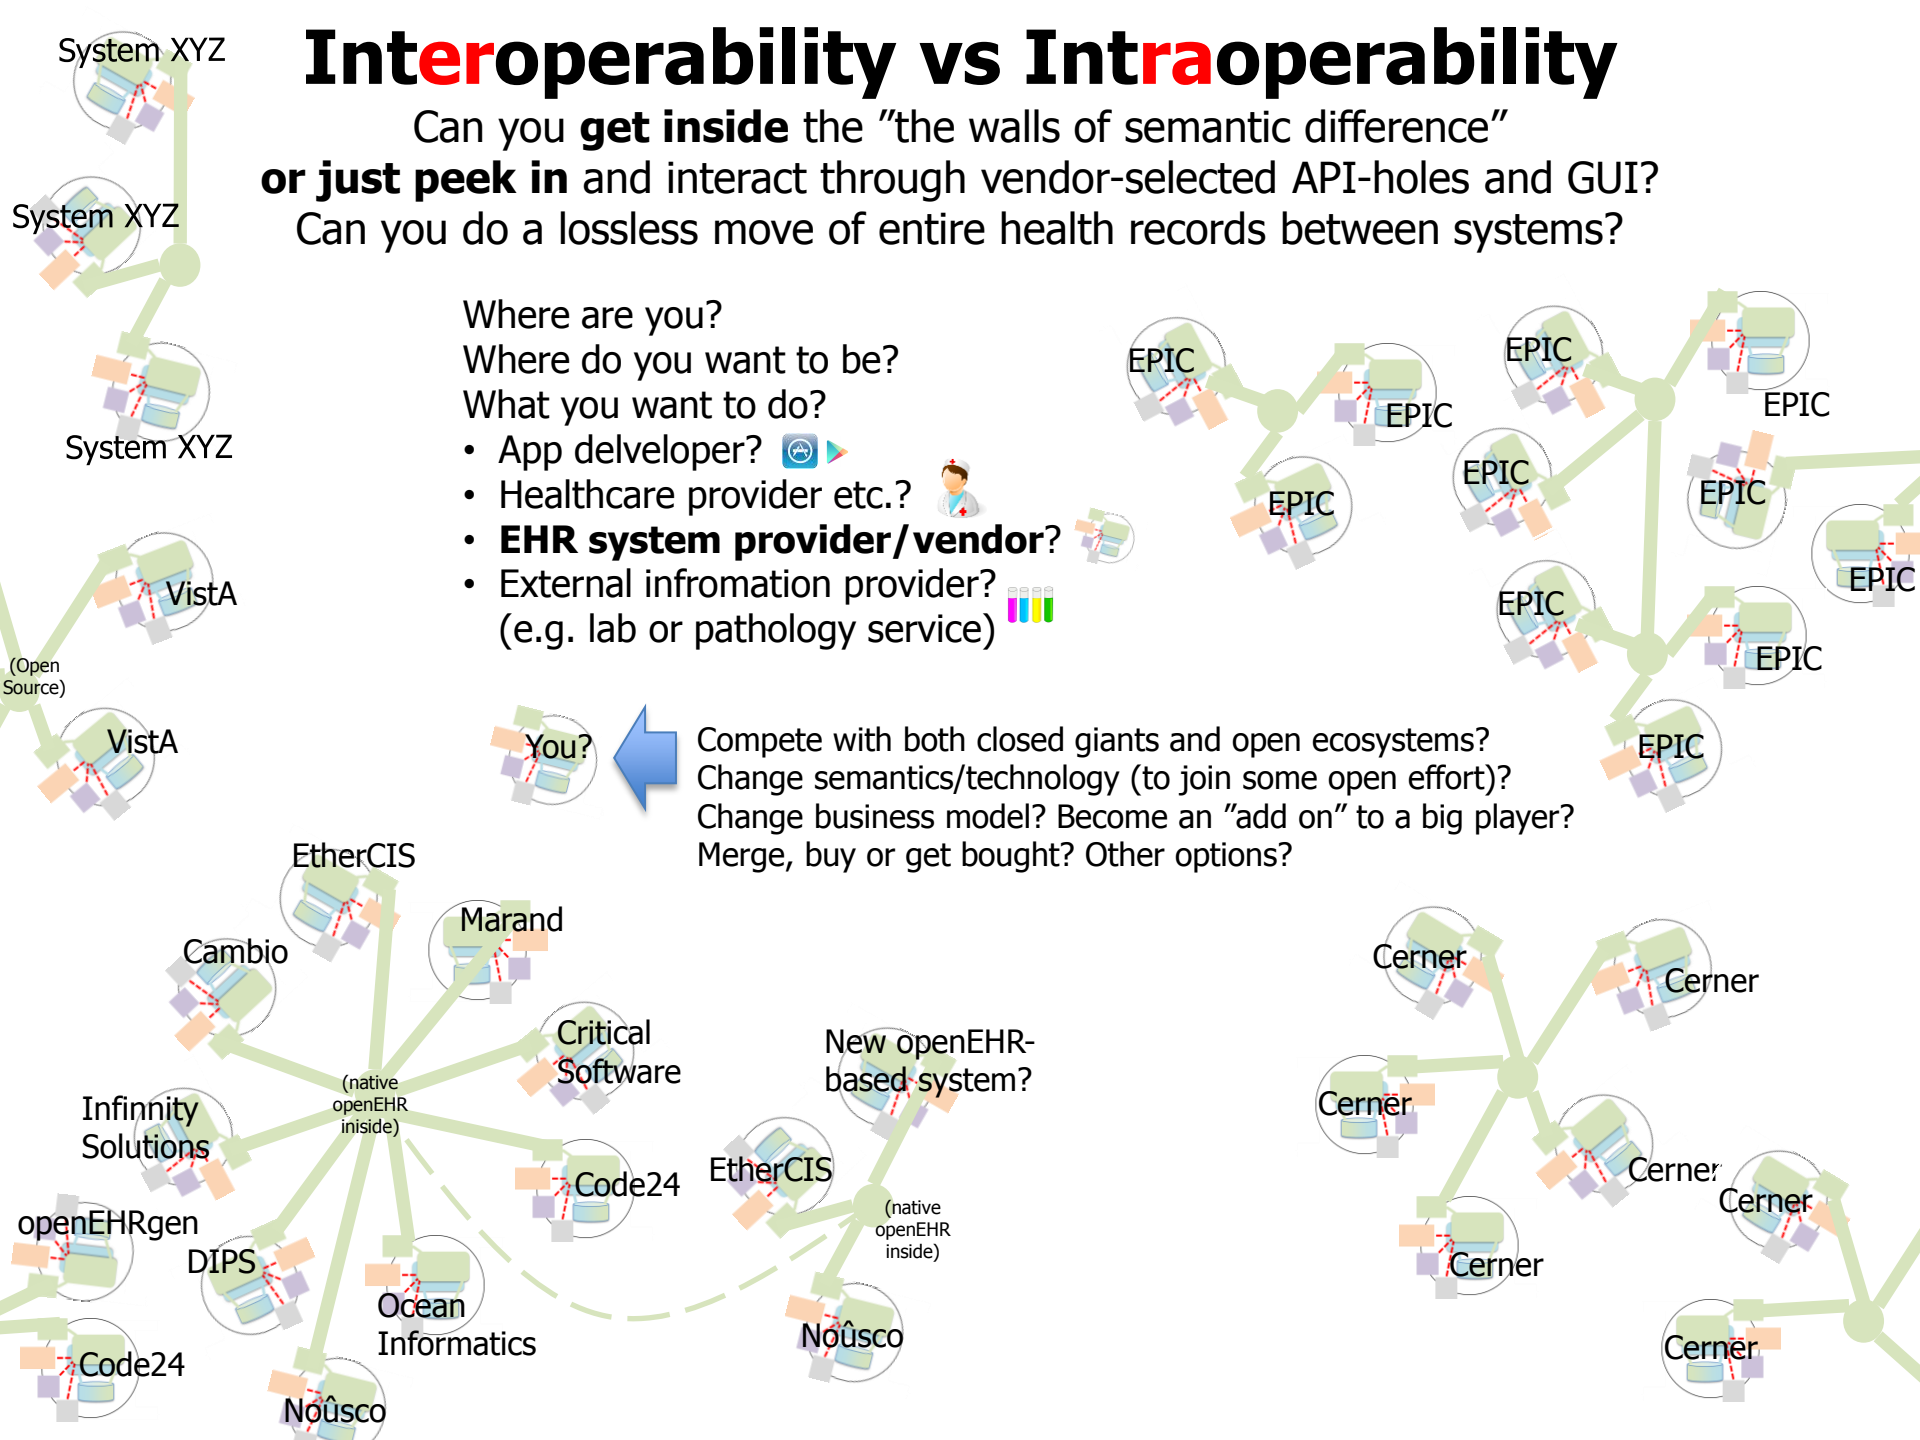 Interoperability vs Intraoperability
Can you get inside the ”the walls of semantic difference”
or just peek in and interact through vendor-selected API-holes and GUI?
Can you do a lossless move of entire health records between systems?
System XYZ
System XYZ
System XYZ
Where are you?
Where do you want to be?
What you want to do?
• App delveloper?
• Healthcare provider etc.?
• EHR system provider/vendor?
• External infromation provider?
(e.g. lab or pathology service)
EPIC
EPIC
EPIC
EPIC
EPIC
EPIC
EPIC
EPIC
EPIC
EPIC
EPIC
VistA
(Open
Source)
VistA
You?
Compete with both closed giants and open ecosystems?
Change semantics/technology (to join some open effort)?
Change business model? Become an ”add on” to a big player?
Merge, buy or get bought? Other options?
EtherCIS
Marand
Cambio
Critical
Software
(native
openEHR
iniside)
Infinnity
Solutions
Code24
openEHRgen
DIPS
Ocean
Informatics
Code24
Noûsco
New openEHR-
based system?
EtherCIS
(native
openEHR
inside)
Noûsco
Cerner
Cerner
Cerner
Cerner
Cerner
Cerner
Cerner